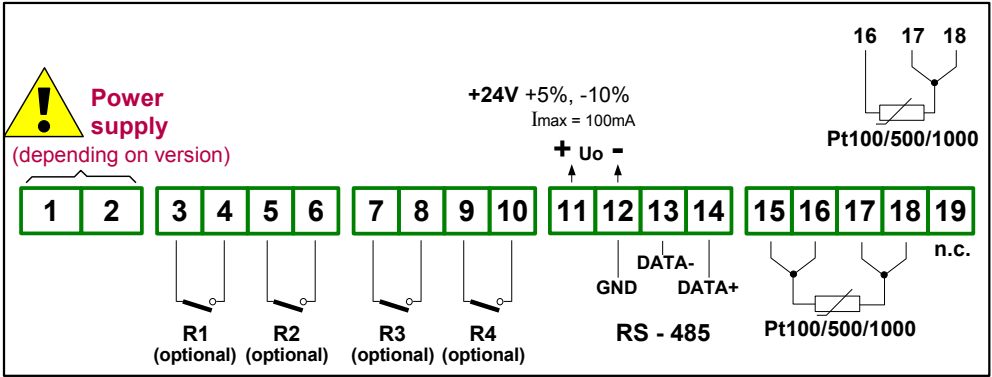 16 17 18
Pt100/500/1000
Power
supply
(depending on version)
+24V +5%, -10%
Imax = 100mA
+ Uo -
1 2 3 4 5 6 7 8 9 10 11 12 13 14 15 16 17 18 19
n.c.
DATA-
GND DATA+
R1 R2 R3 R4 RS - 485 Pt100/500/1000
(optional) (optional) (optional) (optional)